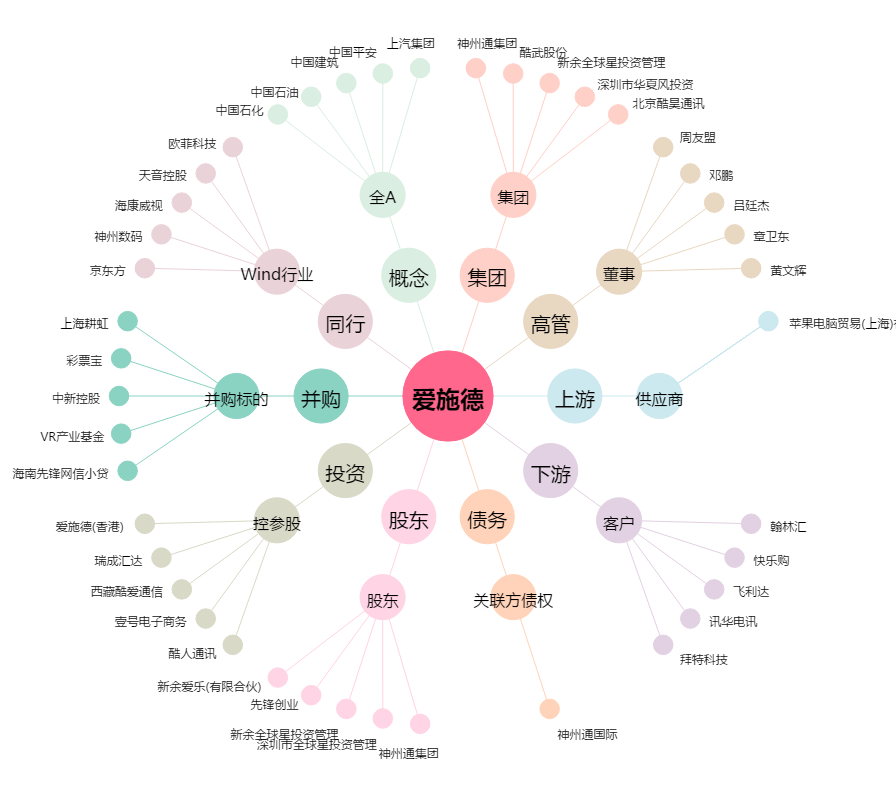 上汽集团
中国平安
中国建筑
中国石油
中国石化
全A
概念
神州通集团
酷武股份
新余全球星投资管理
深圳市华夏风投资
北京酷昊通讯
集团
集团
欧菲科技
天音控股
海康威视
神州数码
京东方
Wind行业
同行
周友盟
邓鹏
吕廷杰
章卫东
黄文辉
董事
高管
上海耕虹
彩票宝
中新控股
VR产业基金
海南先锋网信小贷
并购标的
并购
爱施德
上游
供应商
苹果电脑贸易(上海)
投资
控参股
爱施德(香港)
瑞成汇达
西藏酷爱通信
壹号电子商务
酷人通讯
下游
客户
翰林汇
快乐购
飞利达
讯华电讯
拜特科技
股东
股东
新余爱乐(有限合伙)
先锋创业
新余全球星投资管理
深圳市全球星投资管理
神州通集团
债务
关联方债权
神州通国际